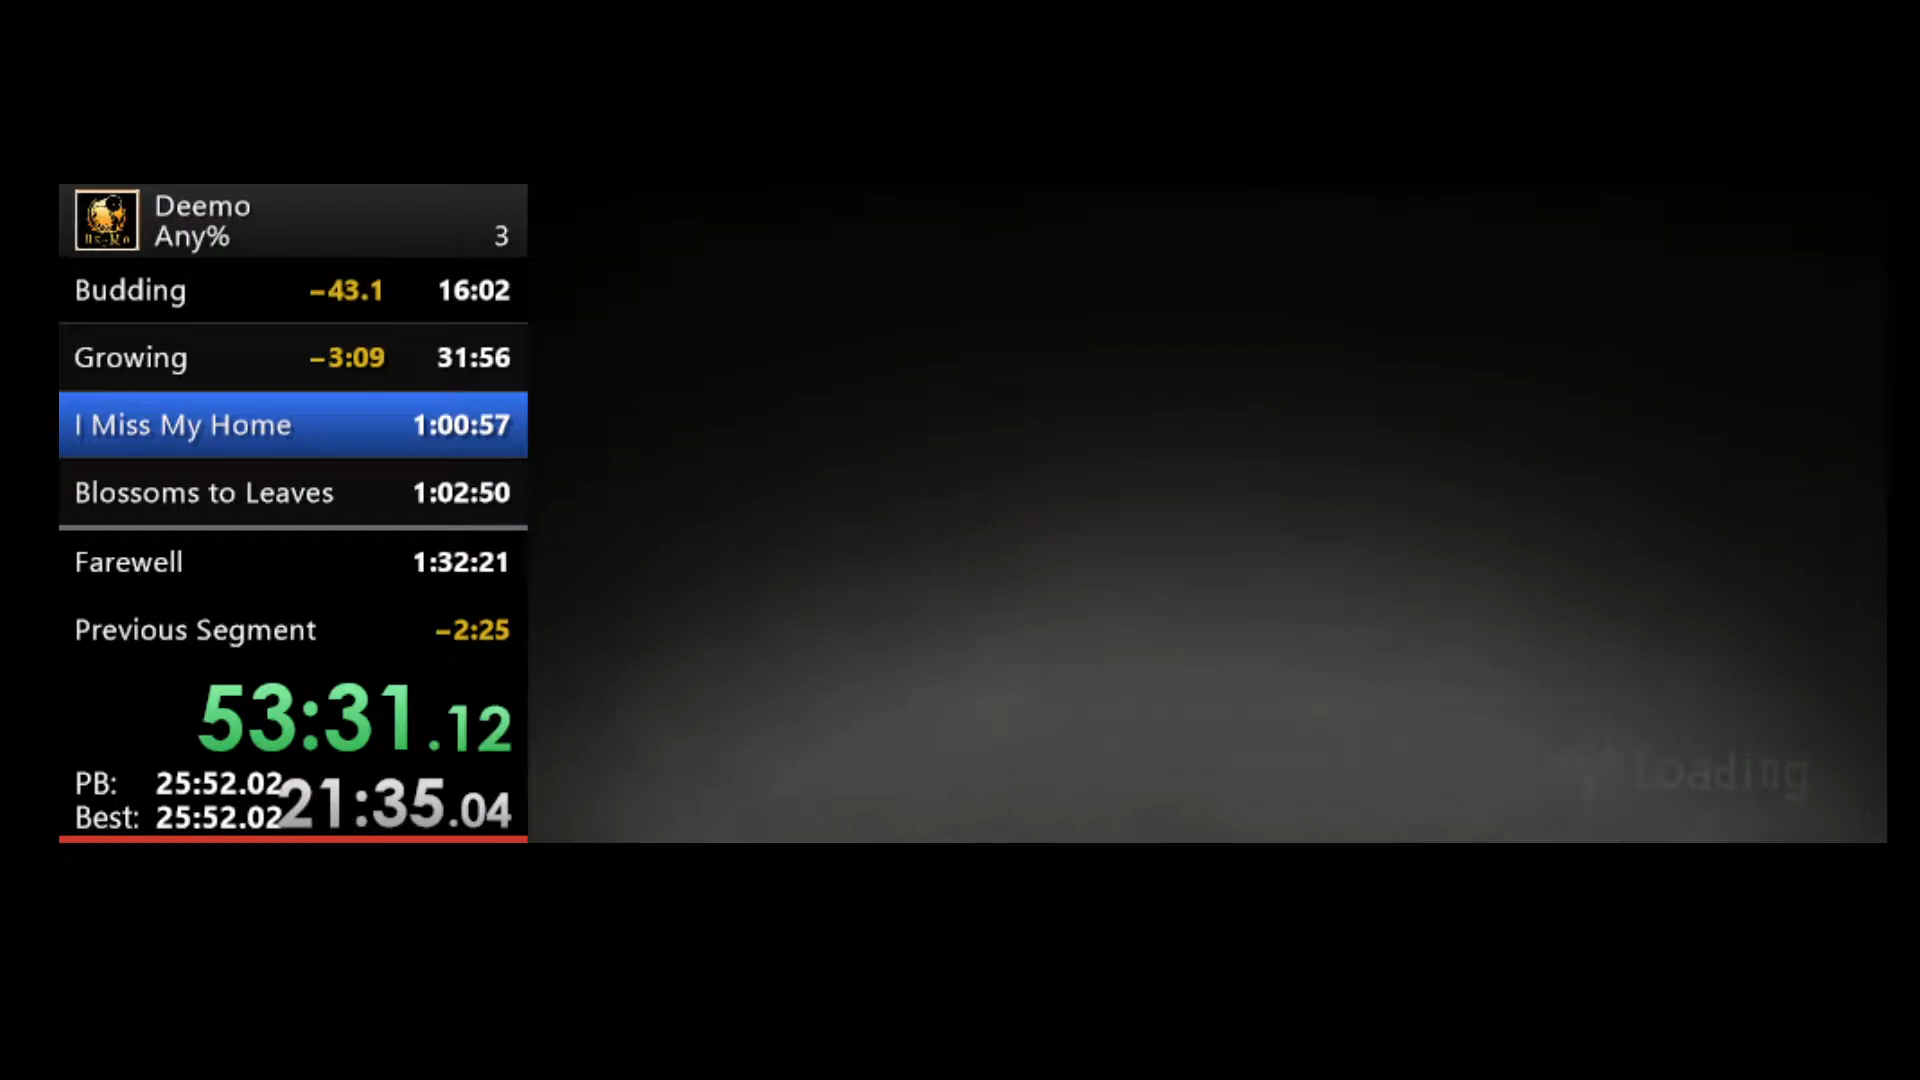 Deemo
Any% 3
Budding −43.1 16:02
Growing −3:09 31:56
I Miss My Home 1:00:57
Blossoms to Leaves 1:02:50
Farewell 1:32:21
Previous Segment −2:25
53:31.12
PB: 25:52.02
Best: 25:52.02
21:35.04
Loading